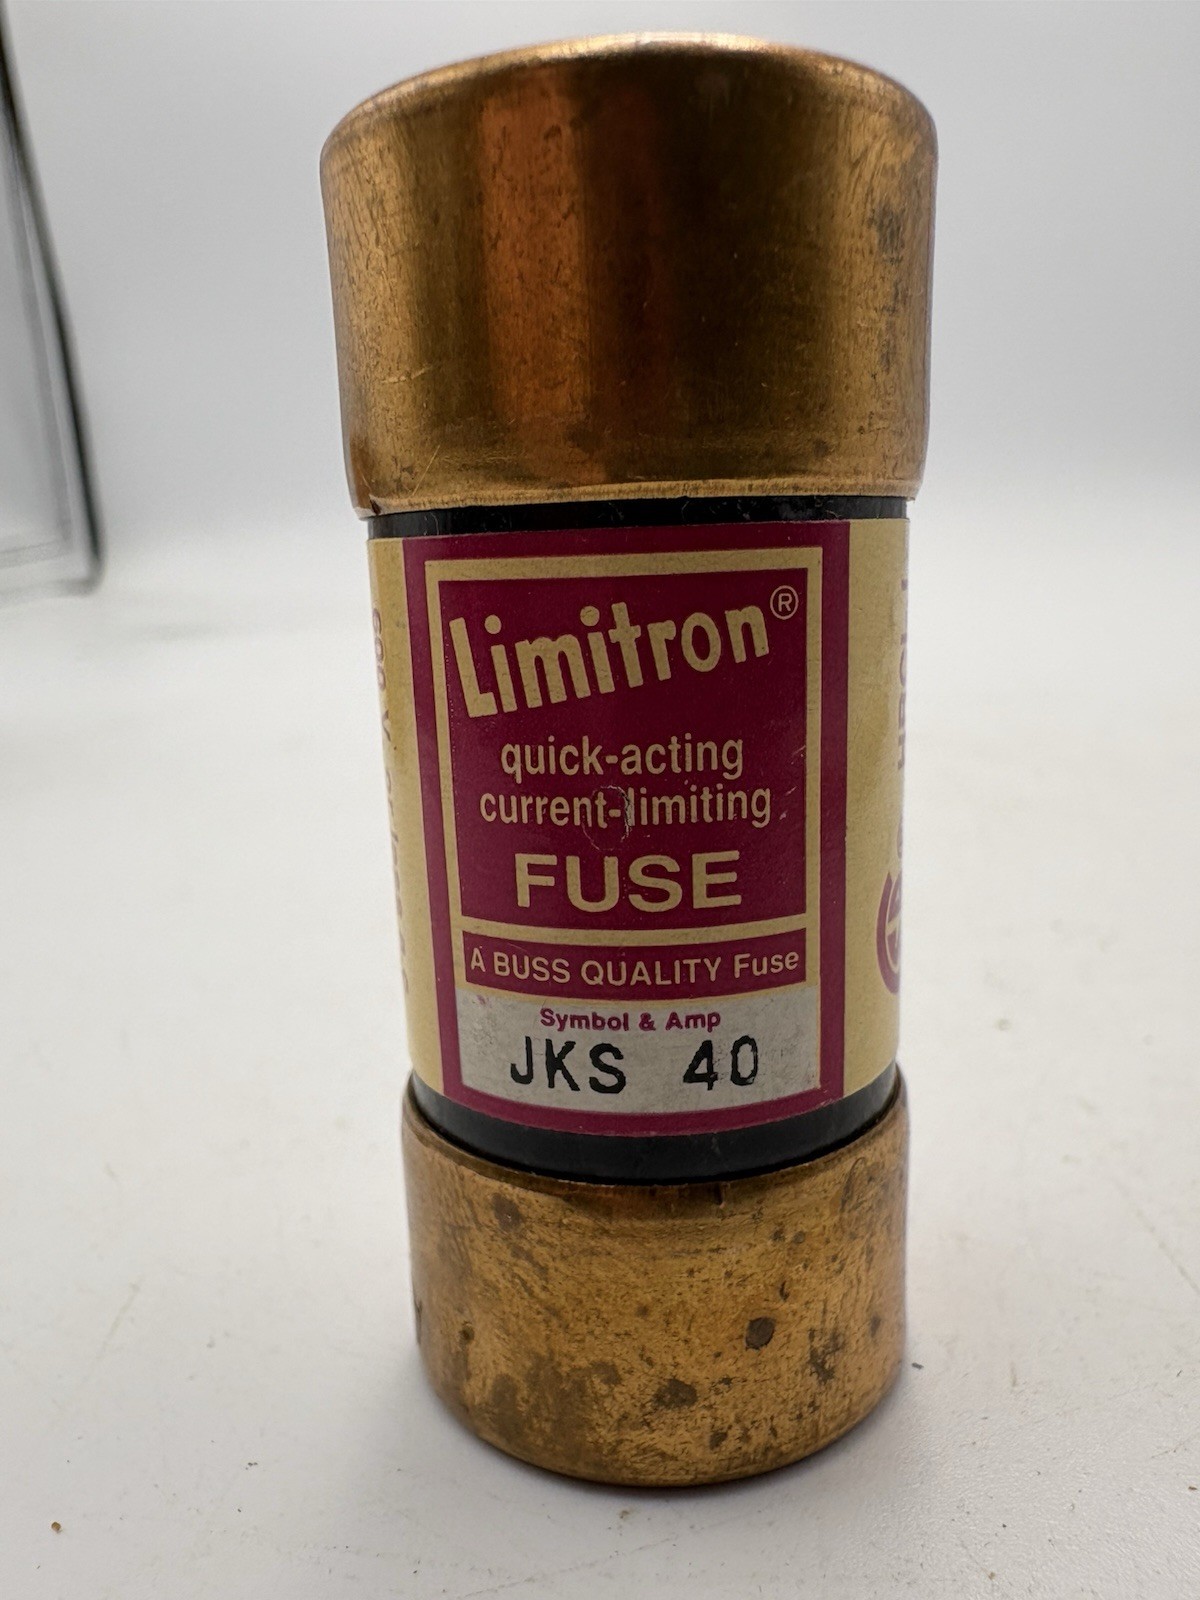 Limitron®
quick-acting
current-limiting
FUSE
A BUSS QUALITY Fuse
Symbol & Amp
JKS 40